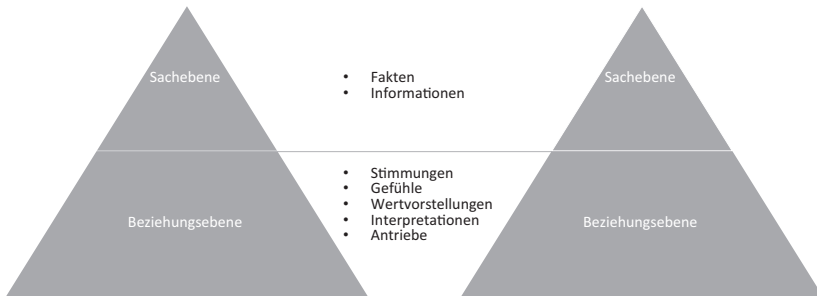 Sachebene
• Fakten
• Informationen
Sachebene
Beziehungsebene
• Stimmungen
• Gefühle
• Wertvorstellungen
• Interpretationen
• Antriebe
Beziehungsebene